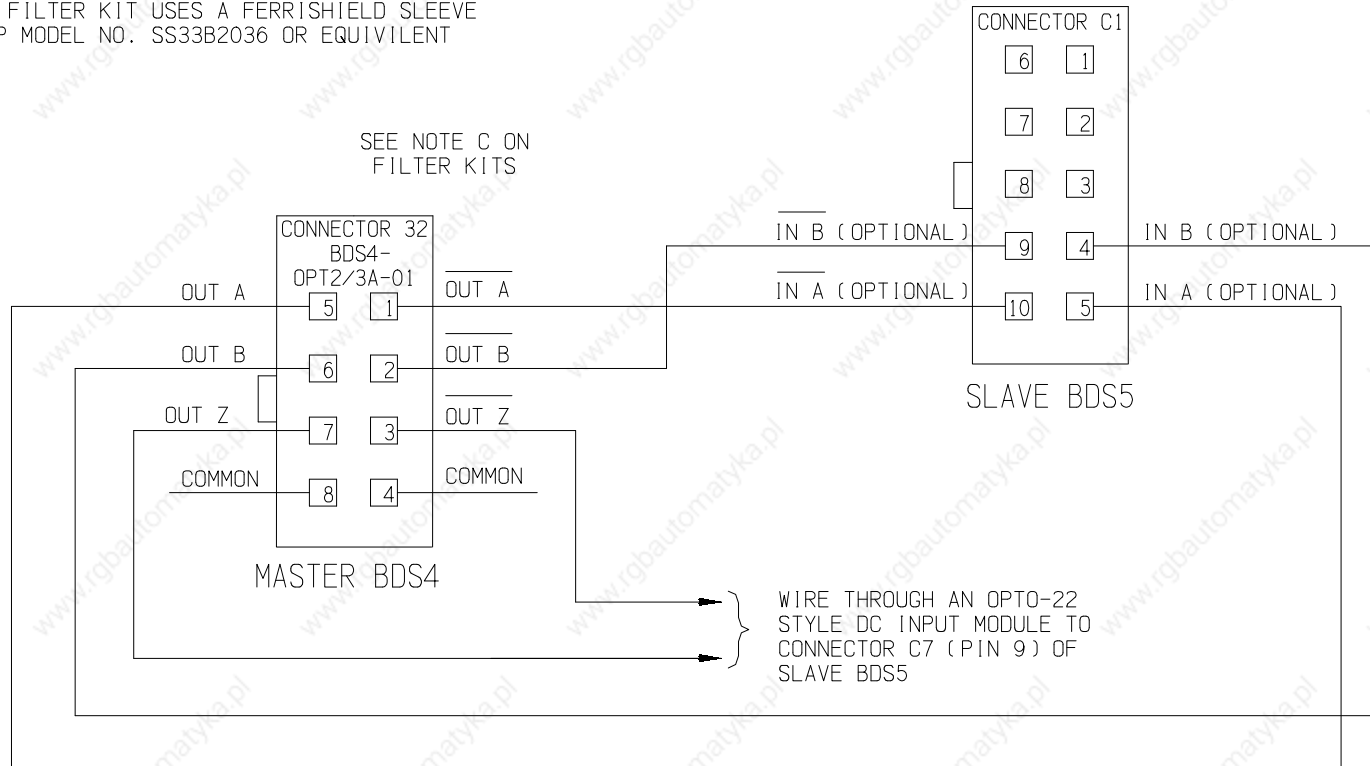 FILTER KIT USES A FERRISHIELD SLEEVE
P MODEL NO. SS33B2036 OR EQUIVILENT
SEE NOTE C ON
FILTER KITS
CONNECTOR C1
6 1
7 2
8 3
9 4
10 5
IN B (OPTIONAL)
IN A (OPTIONAL)
IN B (OPTIONAL)
IN A (OPTIONAL)
SLAVE BDS5
CONNECTOR 32
BDS4-
OPT2/3A-01
5 1
6 2
7 3
8 4
OUT A
OUT B
OUT Z
COMMON
OUT A
OUT B
OUT Z
COMMON
MASTER BDS4
WIRE THROUGH AN OPTO-22
STYLE DC INPUT MODULE TO
CONNECTOR C7 (PIN 9) OF
SLAVE BDS5
www.rgbautomatyka.pl